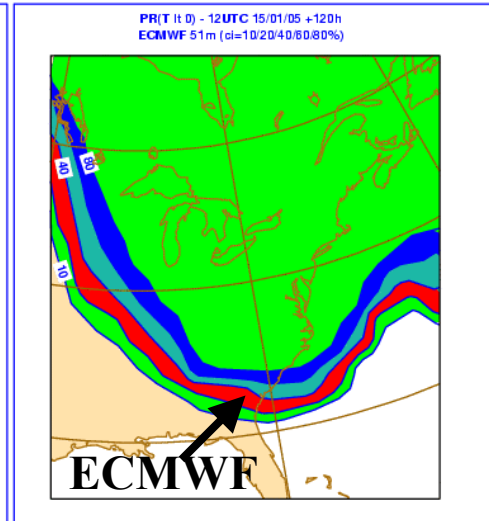 PR(T lt 0) - 12UTC 15/01/05 +120h
ECMWF 51m (ci=10/20/40/60/80%)
40
80
10
ECMWF